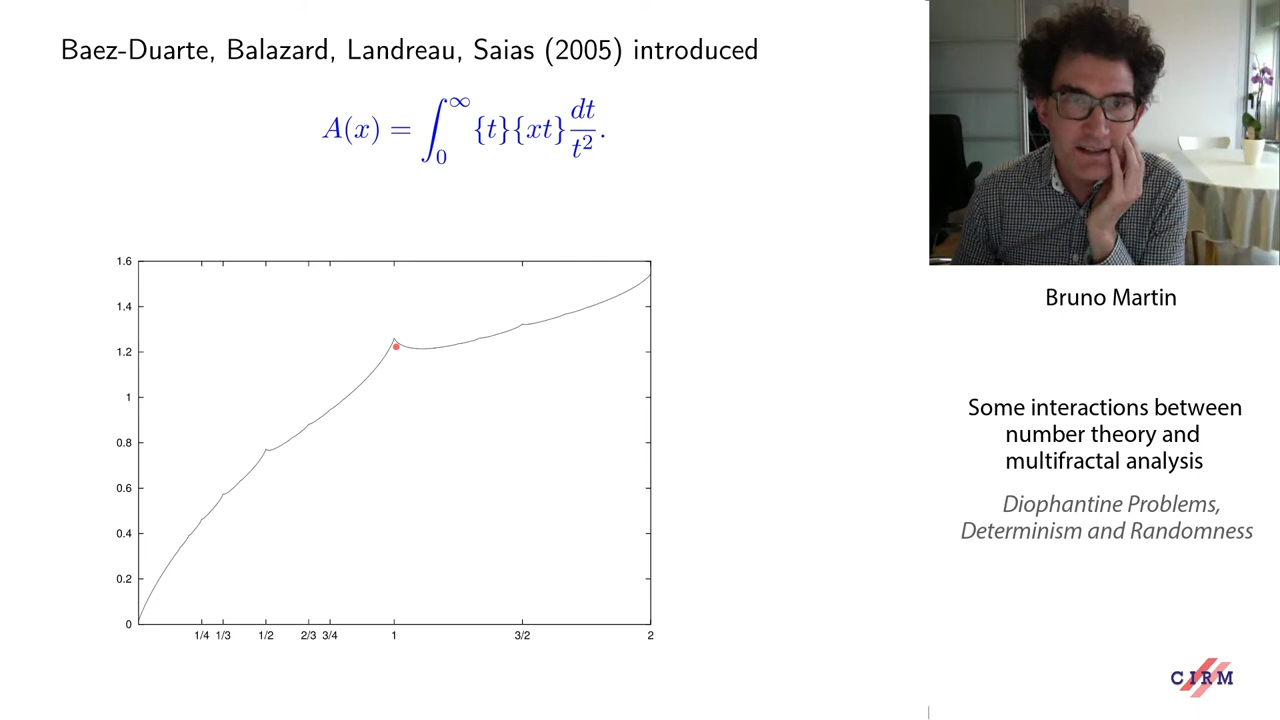 Baez-Duarte, Balazard, Landreau, Saias (2005) introduced
A(x) = ∫_0^∞ {t}{xt} dt/t².
1.6
1.4
1.2
1
0.8
0.6
0.4
0.2
0
1/4 1/3 1/2 2/3 3/4 1 3/2 2
Bruno Martin
Some interactions between
number theory and
multifractal analysis
Diophantine Problems,
Determinism and Randomness
CIRM